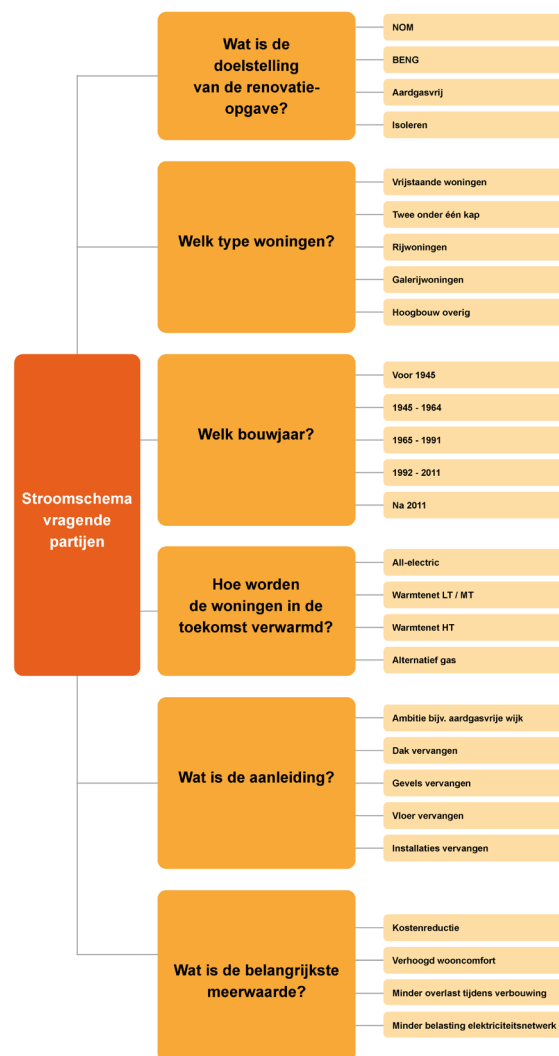 Stroomschema
vragende
partijen
Wat is de
doelstelling
van de renovatie-
opgave?
NOM
BENG
Aardgasvrij
Isoleren
Welk type woningen?
Vrijstaande woningen
Twee onder één kap
Rijwoningen
Galerijwoningen
Hoogbouw overig
Welk bouwjaar?
Voor 1945
1945 - 1964
1965 - 1991
1992 - 2011
Na 2011
Hoe worden
de woningen in de
toekomst verwarmd?
All-electric
Warmtenet LT / MT
Warmtenet HT
Alternatief gas
Wat is de aanleiding?
Ambitie bijv. aardgasvrije wijk
Dak vervangen
Gevels vervangen
Vloer vervangen
Installaties vervangen
Wat is de belangrijkste
meerwaarde?
Kostenreductie
Verhoogd wooncomfort
Minder overlast tijdens verbouwing
Minder belasting elektriciteitsnetwerk